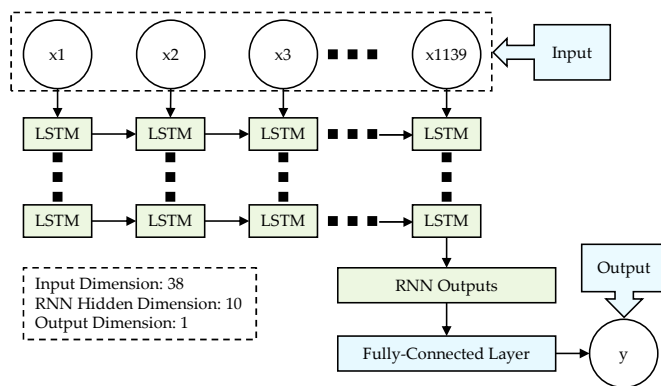 x1
x2
x3
x1139
Input
LSTM
LSTM
LSTM
LSTM
LSTM
LSTM
LSTM
LSTM
Input Dimension: 38
RNN Hidden Dimension: 10
Output Dimension: 1
RNN Outputs
Output
Fully-Connected Layer
y